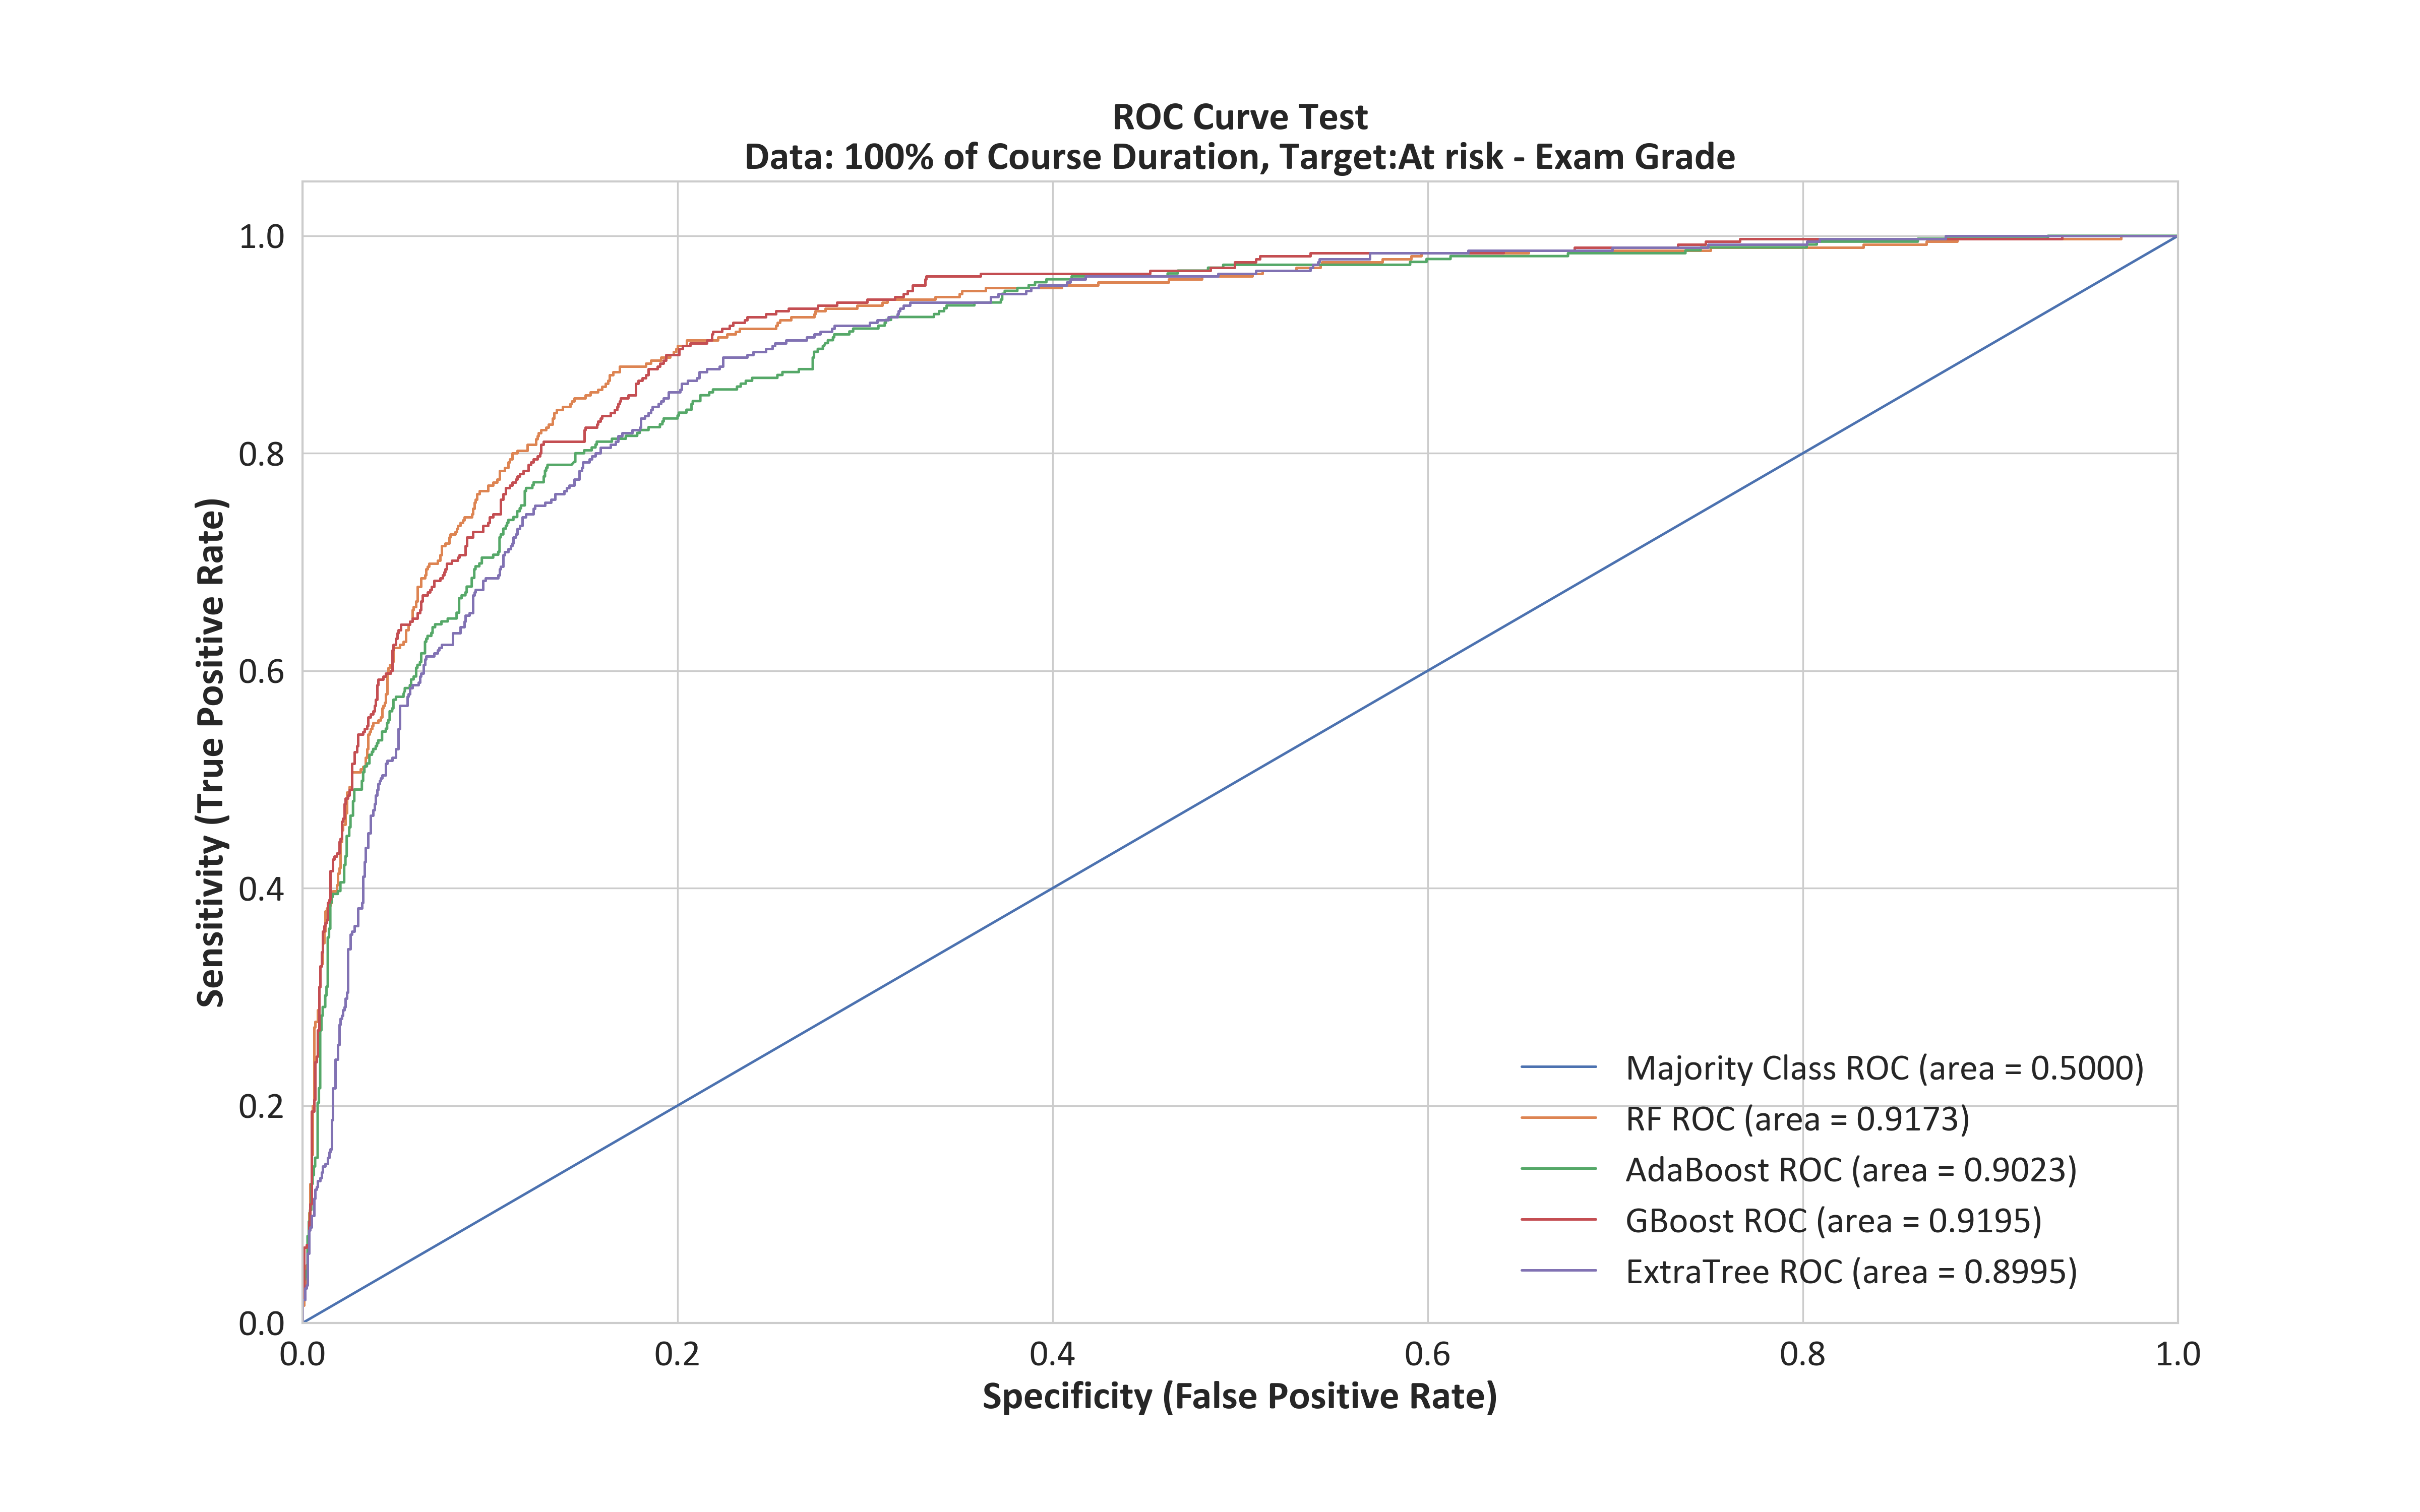 ROC Curve Test
Data: 100% of Course Duration, Target:At risk - Exam Grade
Sensitivity (True Positive Rate)
1.0
0.8
0.6
0.4
0.2
0.0
Majority Class ROC (area = 0.5000)
RF ROC (area = 0.9173)
AdaBoost ROC (area = 0.9023)
GBoost ROC (area = 0.9195)
ExtraTree ROC (area = 0.8995)
0.0 0.2 0.4 0.6 0.8 1.0
Specificity (False Positive Rate)